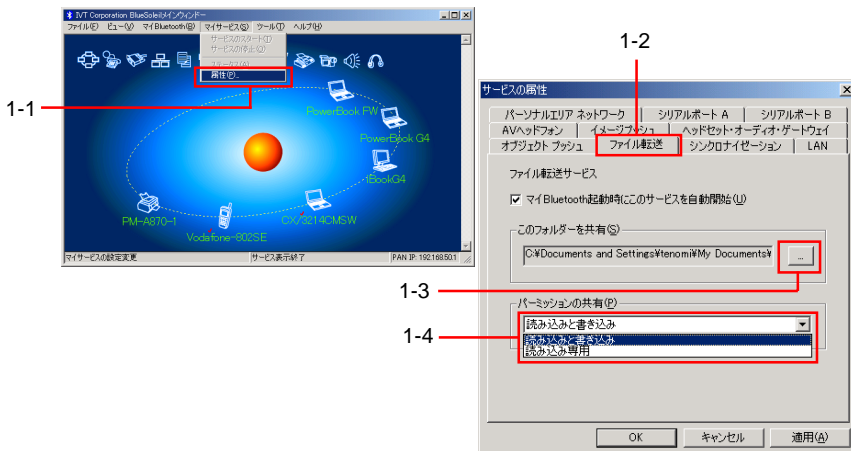 IVT Corporation BlueSoleilメインウィンドー
ファイル(F) ビュー(V) マイBluetooth(B) マイサービス(S) ツール(T) ヘルプ(H)
サービスのスタート(T)
サービスの停止(O)
ステータス(A)
属性(P)...
1-1
PowerBook FW
PowerBook G4
iBookG4
CX/3214CMSW
Vodafone-802SE
PM-A870-1
マイサービスの設定変更 サービス表示終了 PAN IP: 192.168.50.1
1-2
サービスの属性
パーソナルエリア ネットワーク シリアルポート A シリアルポート B
AVヘッドフォン イメージプッシュ ヘッドセット・オーディオ・ゲートウェイ
オブジェクト プッシュ ファイル転送 シンクロナイゼーション LAN
ファイル転送サービス
マイBluetooth起動時にこのサービスを自動開始(U)
このフォルダーを共有(S)
C:¥Documents and Settings¥tenomi¥My Documents¥
...
1-3
パーミッションの共有(P)
読み込みと書き込み
読み込みと書き込み
読み込み専用
1-4
OK キャンセル 適用(A)